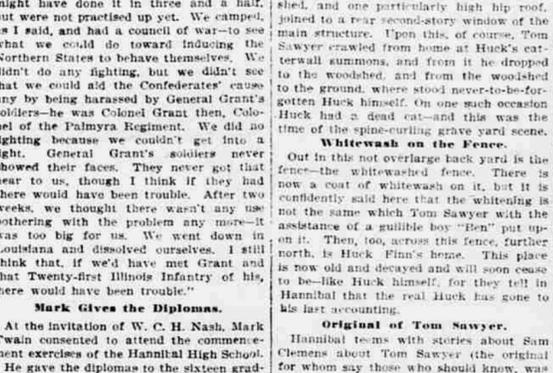 might have done it in three and a half,
but were not practised up yet. We camped,
as I said, and had a council of war—to see
what we could do toward inducing the
Northern States to behave themselves. We
didn't do any fighting, but we didn't see
that we could aid the Confederates' cause
any by being harassed by General Grant's
soldiers—he was Colonel Grant then, Colo-
nel of the Palmyra Regiment. We did no
fighting because we couldn't get into a
fight. General Grant's soldiers never
showed their faces. They never got that
near to us, though I think if they had
there would have been trouble. After two
weeks, we thought there wasn't any use
bothering with the problem any more—it
was too big for us. We went down in
Louisiana and dissolved ourselves. I still
think that, if we'd have met Grant and
that Twenty-first Illinois Infantry of his,
there would have been trouble."
Mark Gives the Diplomas.
At the invitation of W. C. H. Nash, Mark
Twain consented to attend the commence-
ment exercises of the Hannibal High School.
He gave the diplomas to the sixteen grad-
shed, and one particularly high hip roof,
joined to a rear second-story window of the
main structure. Upon this, of course, Tom
Sawyer crawled from home at Huck's cat-
terwall summons, and from it he dropped
to the woodshed, and from the woodshed
to the ground, where stood never-to-be-for-
gotten Huck himself. On one such occasion
Huck had a dead cat—and this was the
time of the spine-curling grave yard scene.
Whitewash on the Fence.
Out in this not overlarge back yard is the
fence—the whitewashed fence. There is
now a coat of whitewash on it, but it is
confidently said here that the whitening is
not the same which Tom Sawyer with the
assistance of a gullible boy "Ben" put up-
on it. Then, too, across this fence, further
north, is Huck Finn's home. This place
is now old and decayed and will soon cease
to be—like Huck himself, for they tell in
Hannibal that the real Huck has gone to
his last accounting.
Original of Tom Sawyer.
Hannibal teems with stories about Sam
Clemens about Tom Sawyer (the original
for whom say those who should know, was